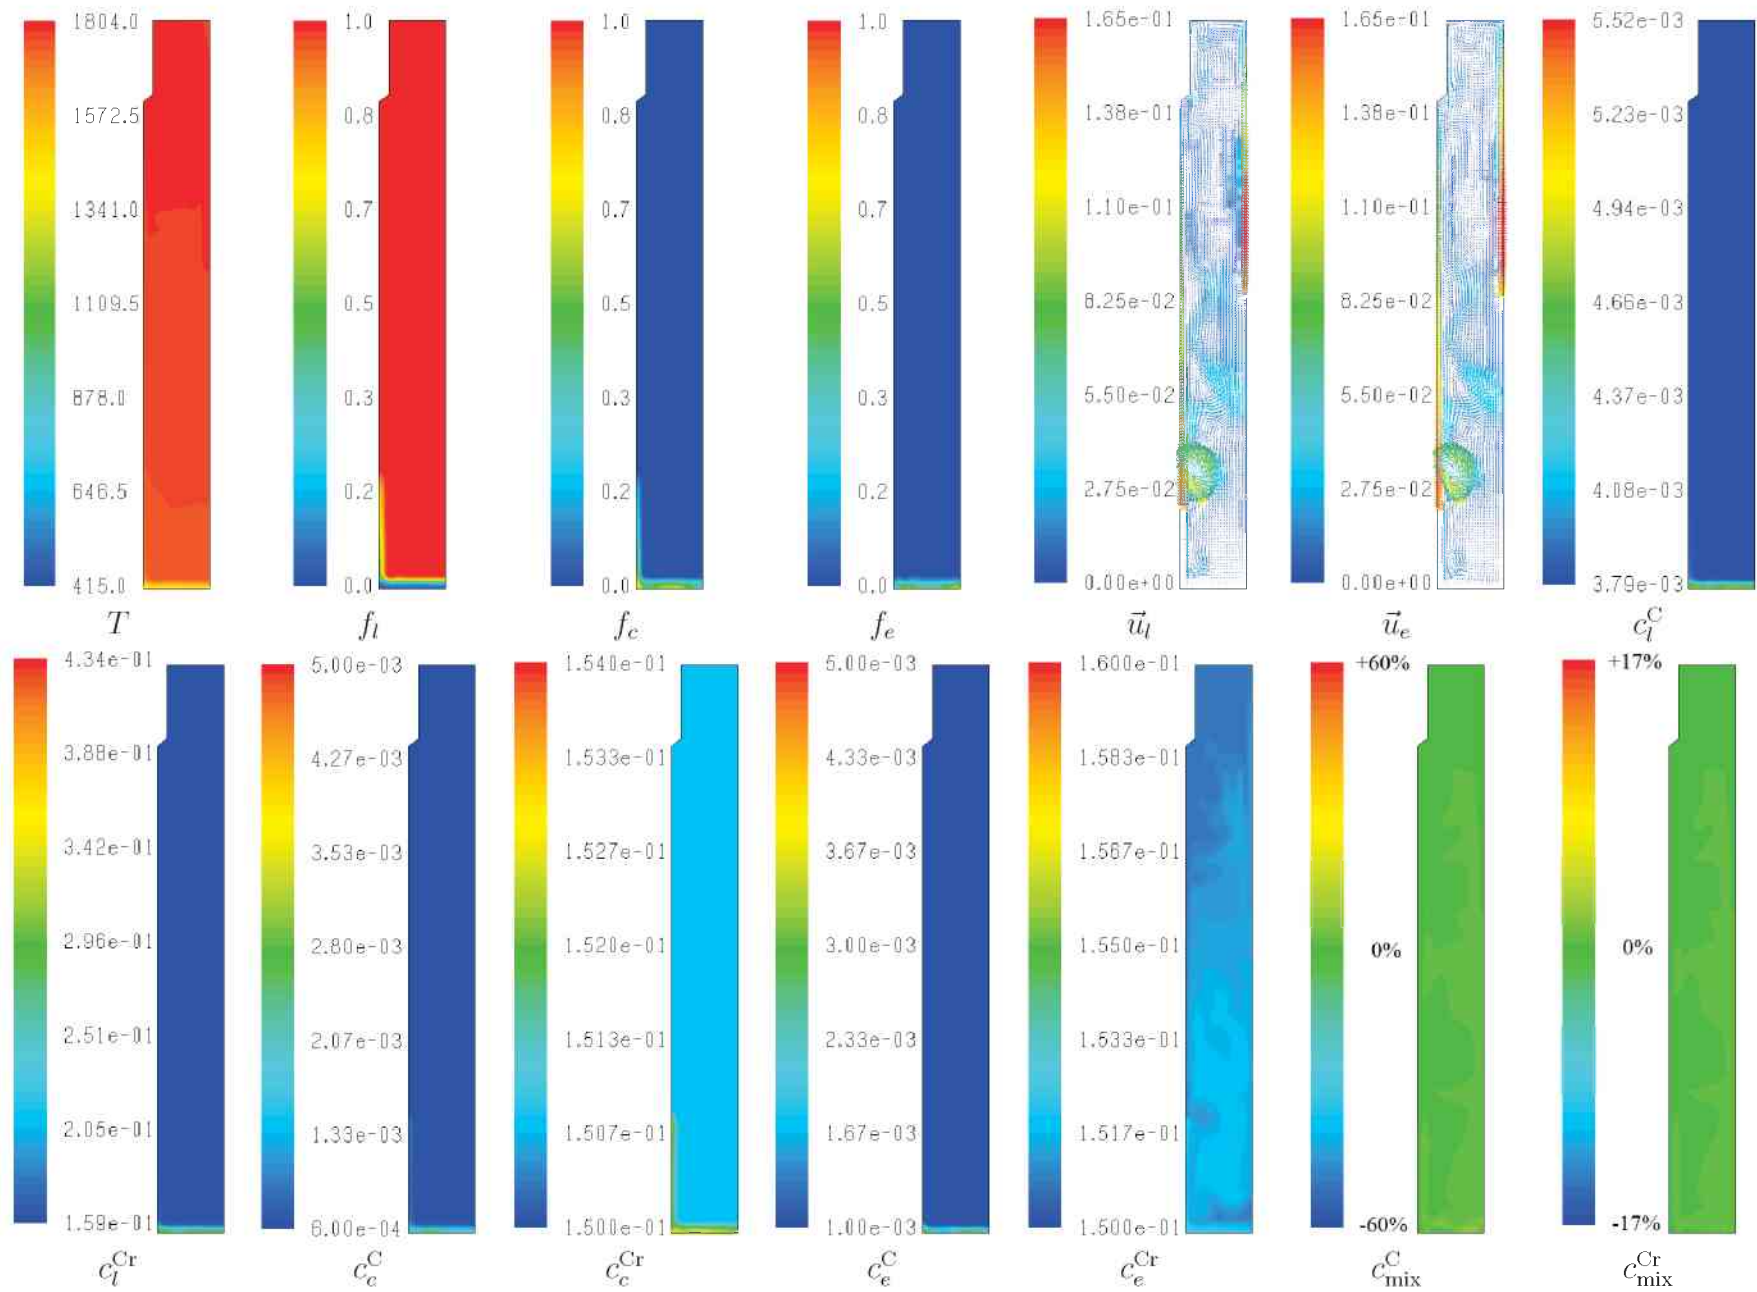 1804.0
1572.5
1341.0
1109.5
878.0
646.5
415.0
T
1.0
0.8
0.7
0.5
0.3
0.2
0.0
f_l
1.0
0.8
0.7
0.5
0.3
0.2
0.0
f_c
1.0
0.8
0.7
0.5
0.3
0.2
0.0
f_e
1.65e-01
1.38e-01
1.10e-01
8.25e-02
5.50e-02
2.75e-02
0.00e+00
u⃗_l
1.65e-01
1.38e-01
1.10e-01
8.25e-02
5.50e-02
2.75e-02
0.00e+00
u⃗_e
5.52e-03
5.23e-03
4.94e-03
4.66e-03
4.37e-03
4.08e-03
3.79e-03
c_l^C
4.34e-01
3.88e-01
3.42e-01
2.96e-01
2.51e-01
2.05e-01
1.59e-01
c_l^Cr
5.00e-03
4.27e-03
3.53e-03
2.80e-03
2.07e-03
1.33e-03
6.00e-04
c_c^C
1.540e-01
1.533e-01
1.527e-01
1.520e-01
1.513e-01
1.507e-01
1.500e-01
c_c^Cr
5.00e-03
4.33e-03
3.67e-03
3.00e-03
2.33e-03
1.67e-03
1.00e-03
c_e^C
1.600e-01
1.583e-01
1.567e-01
1.550e-01
1.533e-01
1.517e-01
1.500e-01
c_e^Cr
+60%
0%
-60%
c_mix^C
+17%
0%
-17%
c_mix^Cr